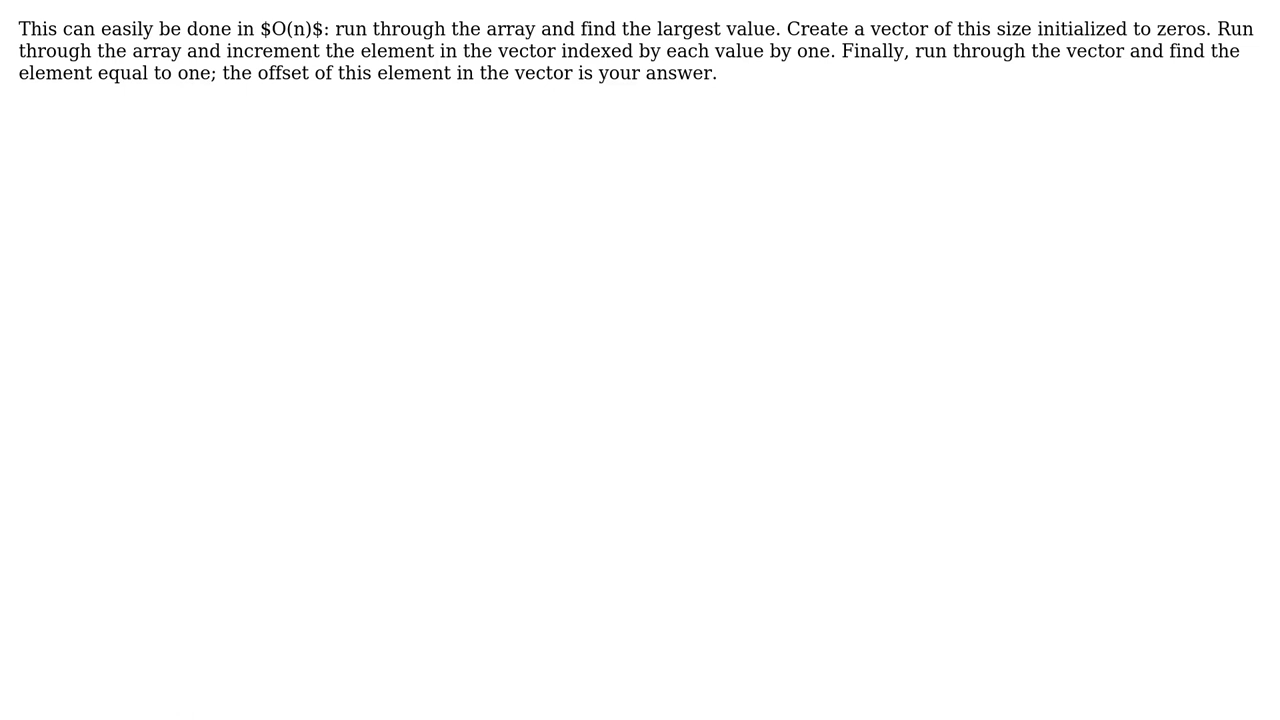 This can easily be done in $O(n)$: run through the array and find the largest value. Create a vector of this size initialized to zeros. Run
through the array and increment the element in the vector indexed by each value by one. Finally, run through the vector and find the
element equal to one; the offset of this element in the vector is your answer.